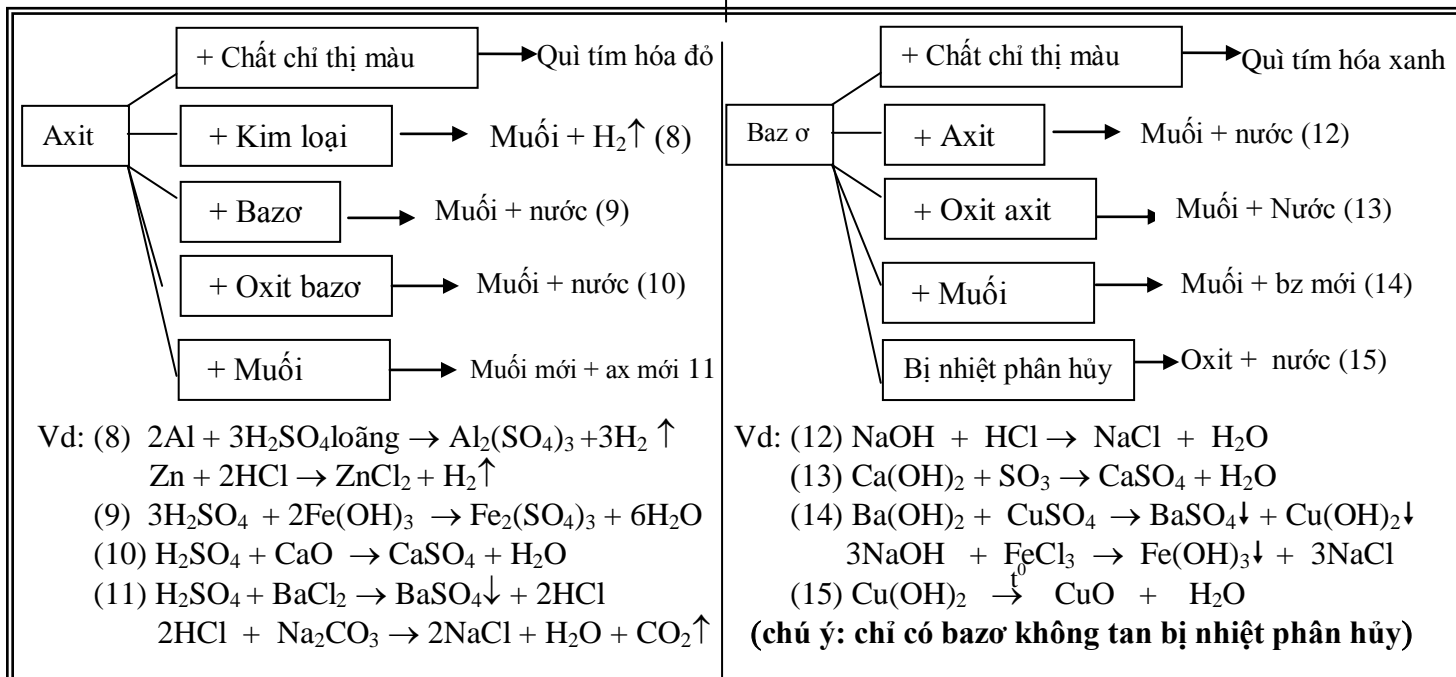 + Chất chỉ thị màu → Quì tím hóa đỏ
Axit
+ Kim loại → Muối + H₂↑ (8)
+ Bazơ → Muối + nước (9)
+ Oxit bazơ → Muối + nước (10)
+ Muối → Muối mới + ax mới 11
Vd: (8) 2Al + 3H₂SO₄loãng → Al₂(SO₄)₃ +3H₂ ↑
Zn + 2HCl → ZnCl₂ + H₂↑
(9) 3H₂SO₄ + 2Fe(OH)₃ → Fe₂(SO₄)₃ + 6H₂O
(10) H₂SO₄ + CaO → CaSO₄ + H₂O
(11) H₂SO₄ + BaCl₂ → BaSO₄↓ + 2HCl
2HCl + Na₂CO₃ → 2NaCl + H₂O + CO₂↑
+ Chất chỉ thị màu → Quì tím hóa xanh
Baz ơ
+ Axit → Muối + nước (12)
+ Oxit axit → Muối + Nước (13)
+ Muối → Muối + bz mới (14)
Bị nhiệt phân hủy → Oxit + nước (15)
Vd: (12) NaOH + HCl → NaCl + H₂O
(13) Ca(OH)₂ + SO₃ → CaSO₄ + H₂O
(14) Ba(OH)₂ + CuSO₄ → BaSO₄↓ + Cu(OH)₂↓
3NaOH + FeCl₃ → Fe(OH)₃↓ + 3NaCl
t⁰
(15) Cu(OH)₂ → CuO + H₂O
(chú ý: chỉ có bazơ không tan bị nhiệt phân hủy)